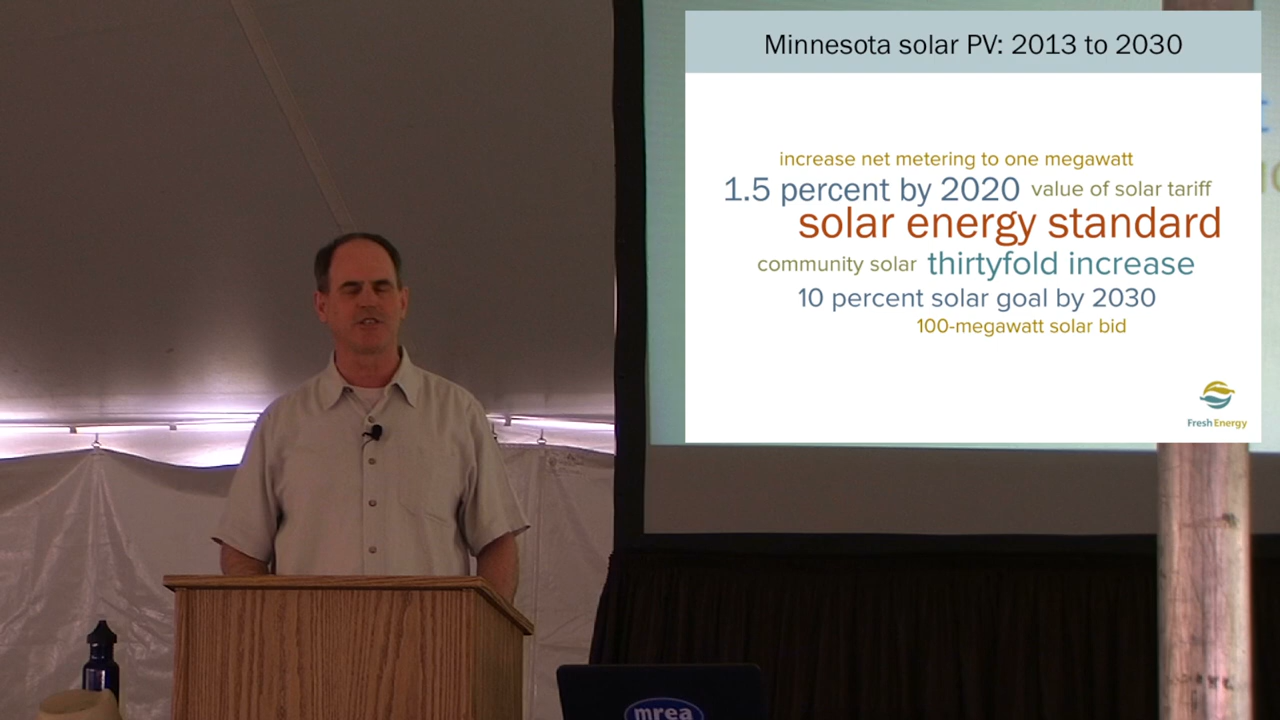 Minnesota solar PV: 2013 to 2030
increase net metering to one megawatt
1.5 percent by 2020 value of solar tariff
solar energy standard
community solar thirtyfold increase
10 percent solar goal by 2030
100-megawatt solar bid
FreshEnergy
mrea